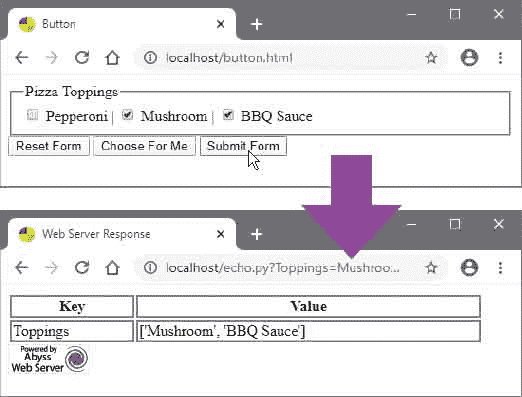 Button
localhost/button.html
Pizza Toppings
Pepperoni | Mushroom | BBQ Sauce
Reset Form Choose For Me Submit Form
Web Server Response
localhost/echo.py?Toppings=Mushroo...
Key Value
Toppings ['Mushroom', 'BBQ Sauce']
Powered by
Abyss
Web Server